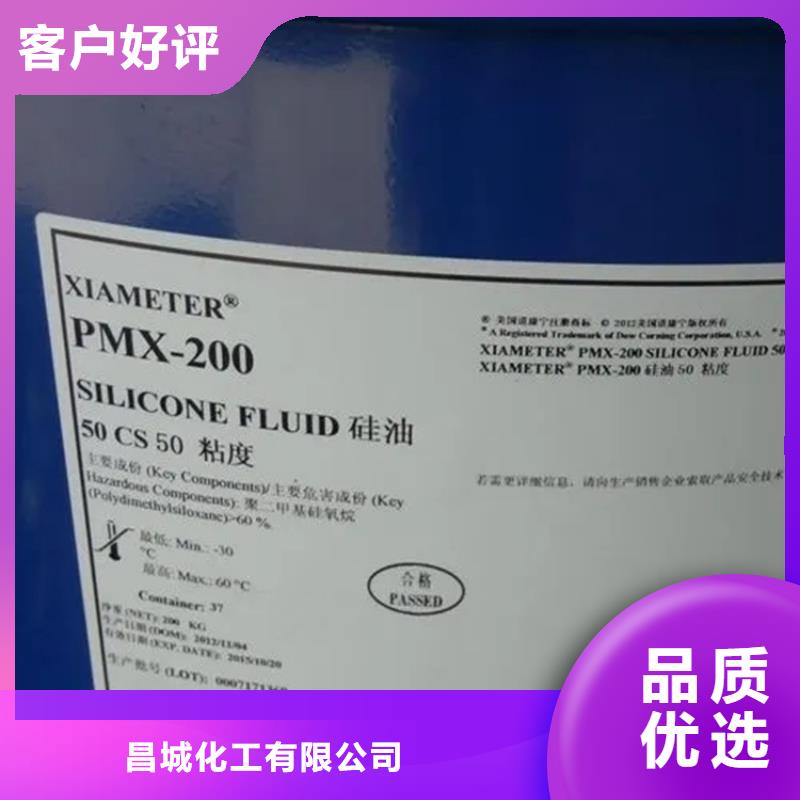 客户好评
XIAMETER®
PMX-200
SILICONE FLUID 硅油
50 CS 50 粘度
主要成份 (Key Components)/主要危害成份 (Key
Hazardous Components): 聚二甲基硅氧烷
(Polydimethylsiloxane)>60 %.
最低: Min.: -30
°C
最高: Max.: 60 °C
Container: 37
净重 (NET): 200 KG
生产日期 (DOM): 2012/11/04
有效日期 (EXP. DATE): 2015/10/20
生产批号 (LOT):
合格
PASSED
® 美国道康宁注册商标 © 2012美国道康宁版权所有
® A Registered Trademark of Dow Corning Corporation, U.S.A.
XIAMETER® PMX-200 SILICONE FLUID 50
XIAMETER® PMX-200 硅油 50 粘度
若需更详细信息, 请向生产销售企业索取产品安全技术
品质
优选
昌城化工有限公司